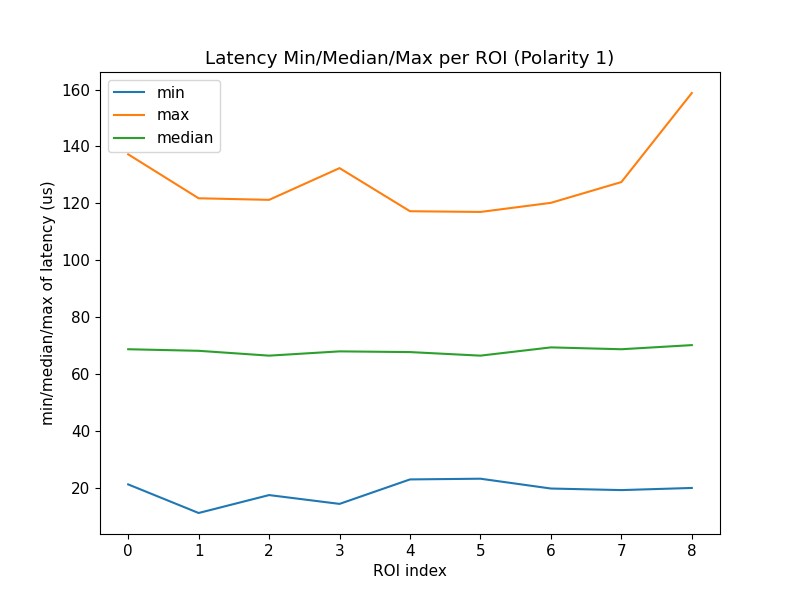 Latency Min/Median/Max per ROI (Polarity 1)
min
max
median
160
140
120
100
80
60
40
20
min/median/max of latency (us)
0 1 2 3 4 5 6 7 8
ROI index